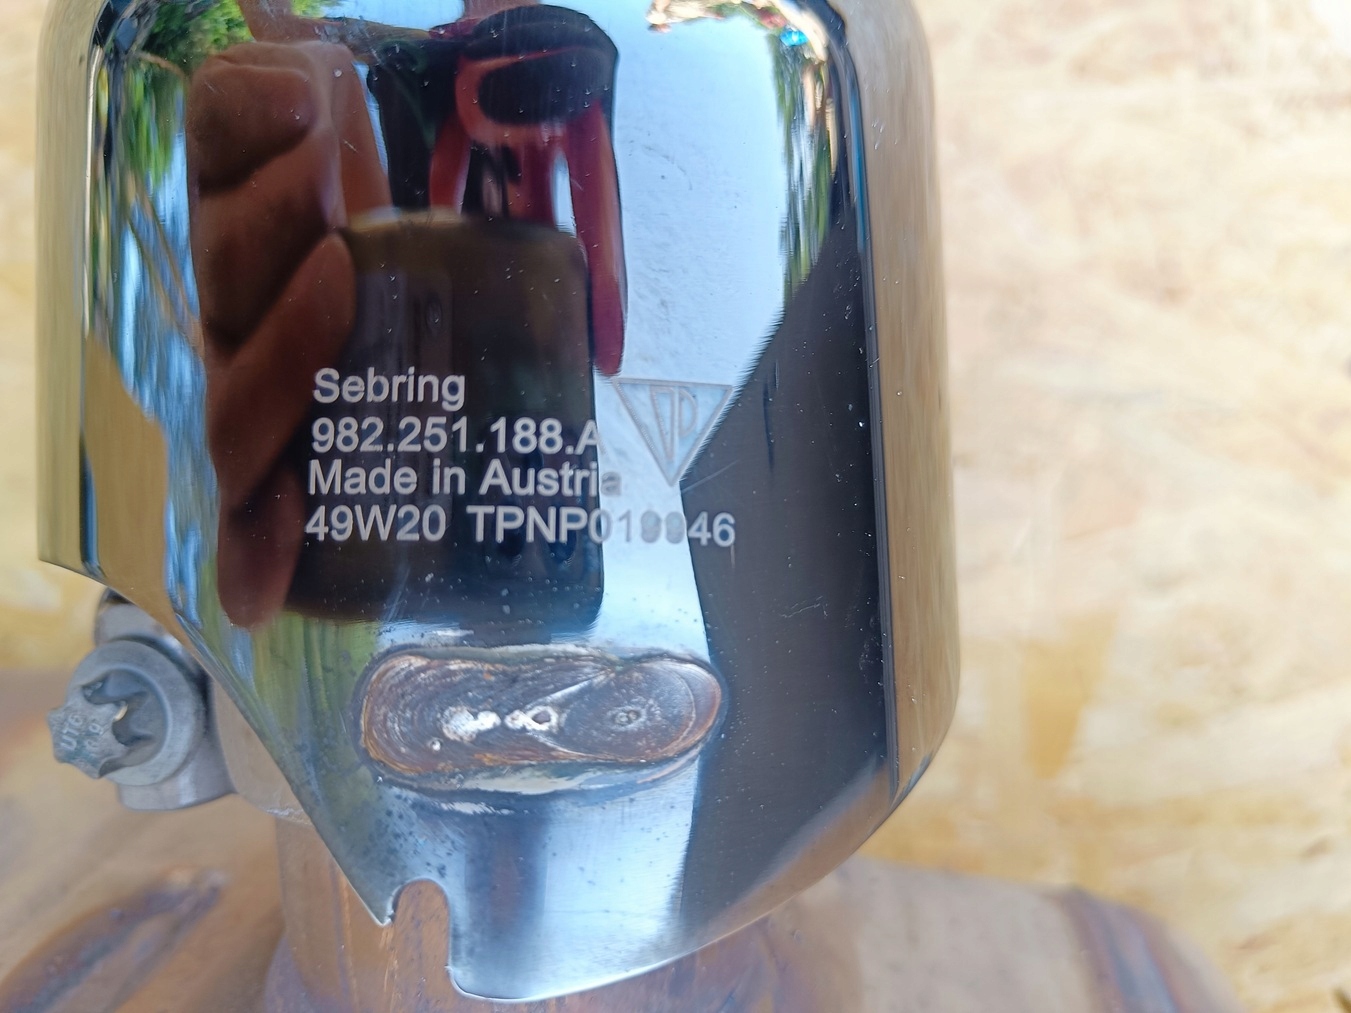 Sebring
982.251.188.A
Made in Austria
49W20 TPNP019946